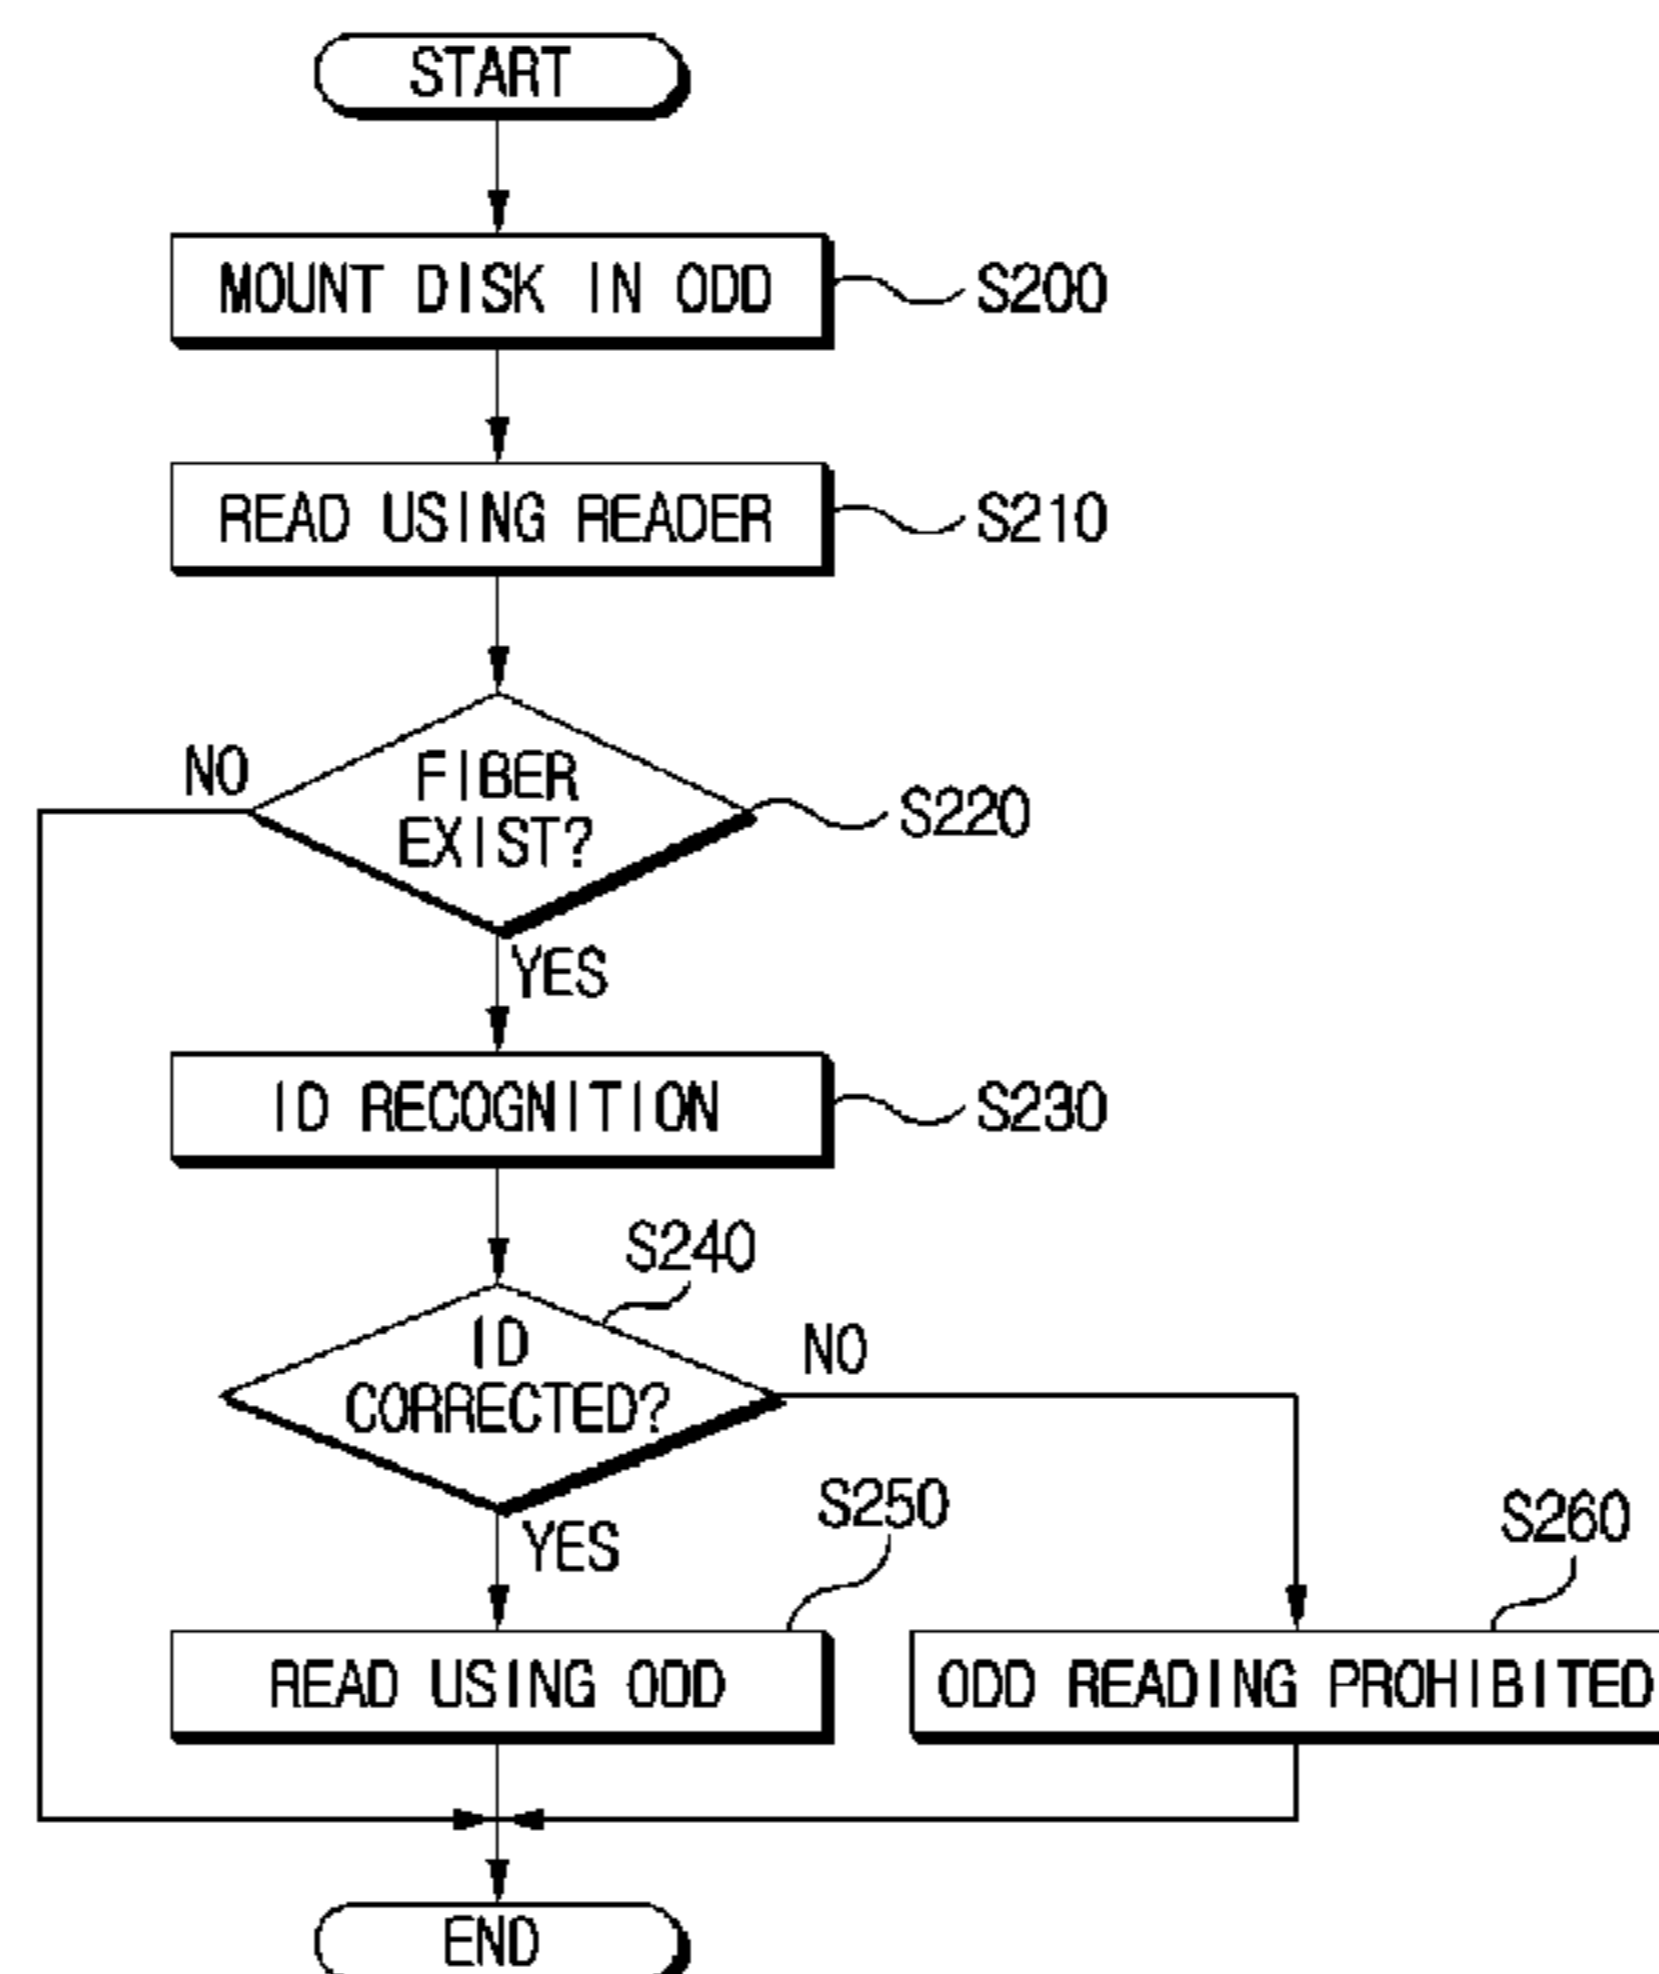 START
MOUNT DISK IN ODD
S200
READ USING READER
S210
NO
FIBER
EXIST?
S220
YES
ID RECOGNITION
S230
S240
ID
CORRECTED?
NO
YES
S250
S260
READ USING ODD
ODD READING PROHIBITED
END